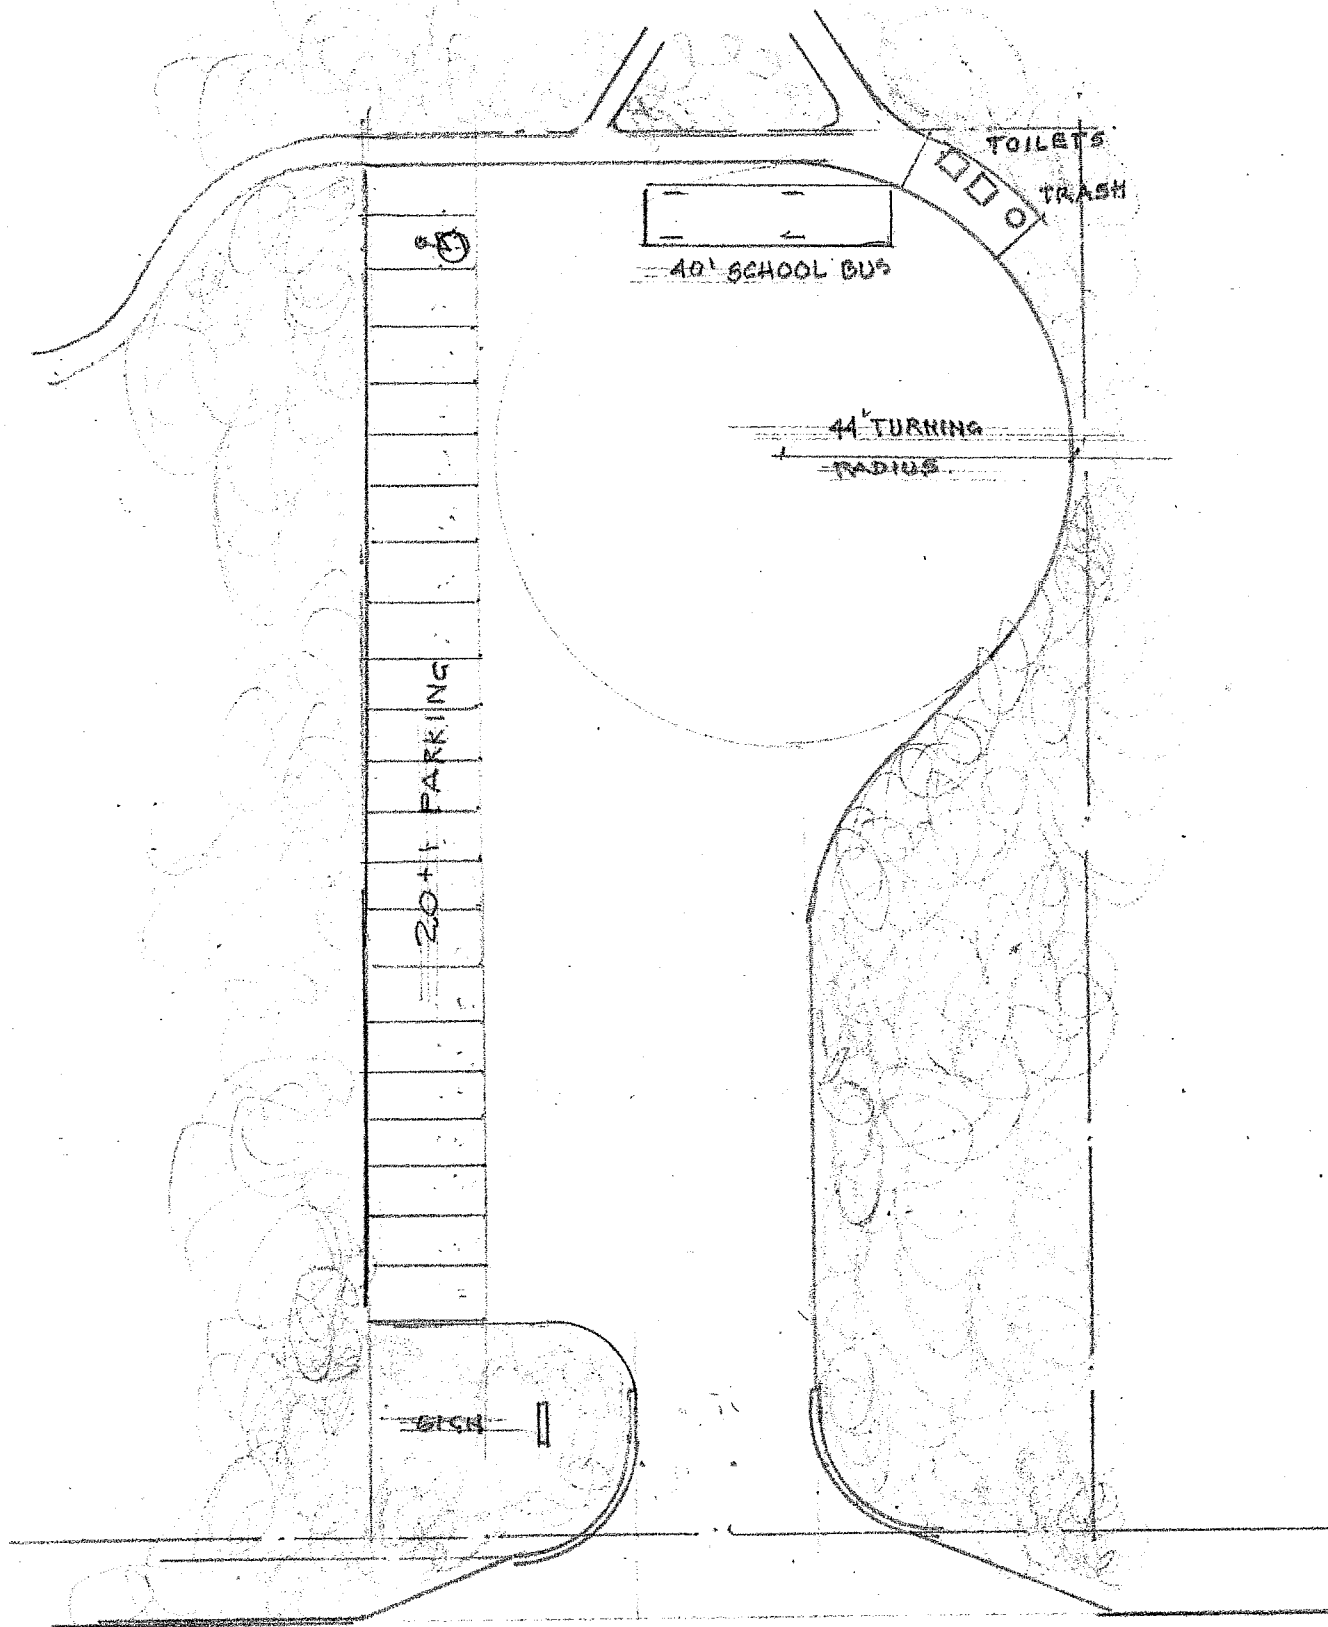 TOILETS
TRASH
40' SCHOOL BUS
44' TURNING
RADIUS.
20++ PARKING
SIGN